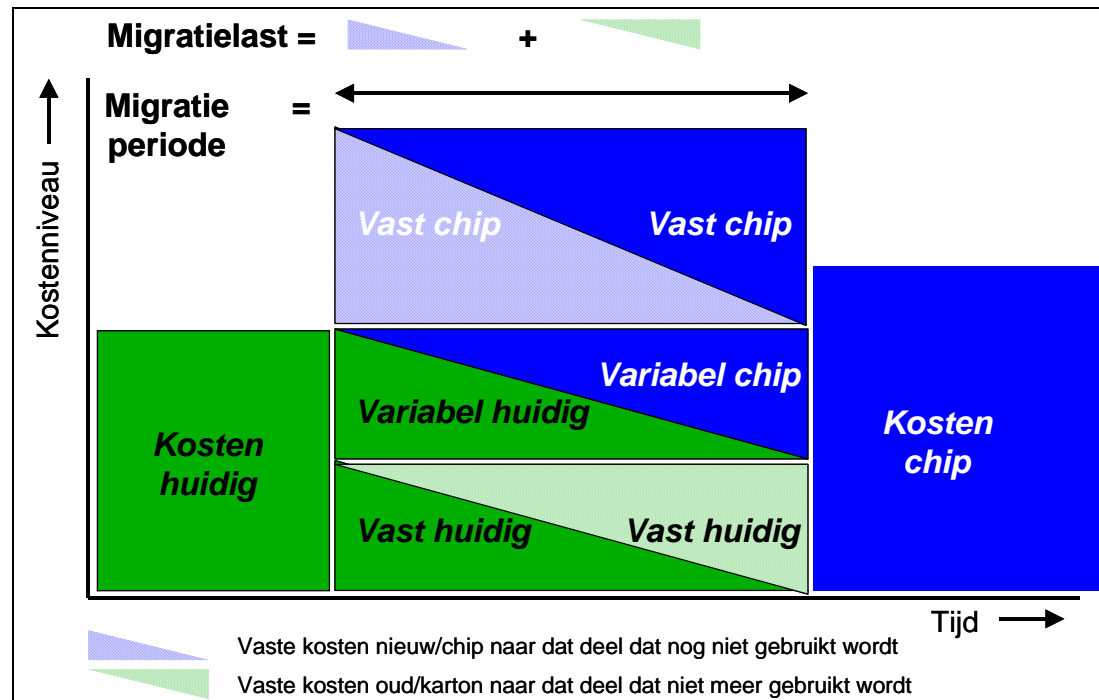 Migratielast = +
Migratie =
periode
Kostenniveau
Vast chip
Vast chip
Variabel chip
Variabel huidig
Kosten
huidig
Kosten
chip
Vast huidig
Vast huidig
Tijd
Vaste kosten nieuw/chip naar dat deel dat nog niet gebruikt wordt
Vaste kosten oud/karton naar dat deel dat niet meer gebruikt wordt